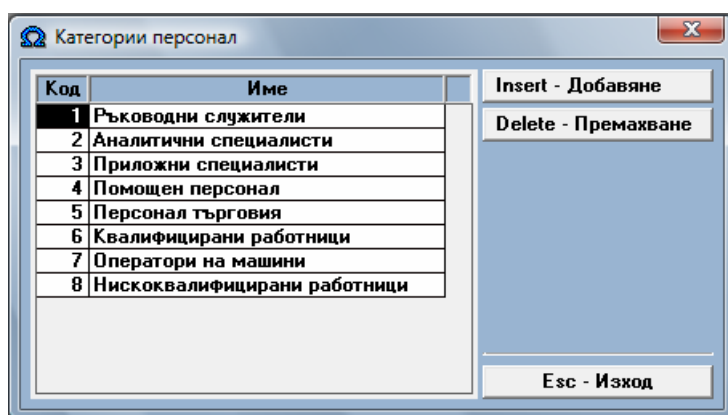 Категории персонал
Код Име
1 Ръководни служители
2 Аналитични специалисти
3 Приложни специалисти
4 Помощен персонал
5 Персонал търговия
6 Квалифицирани работници
7 Оператори на машини
8 Нискоквалифицирани работници
Insert - Добавяне
Delete - Премахване
Esc - Изход